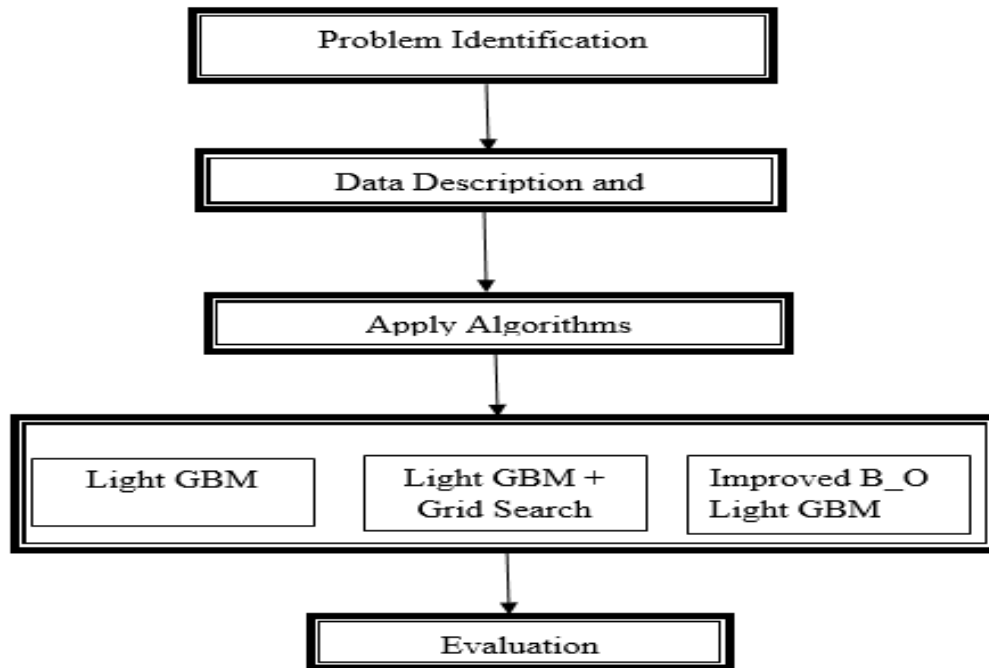 Problem Identification
Data Description and
Apply Algorithms
Light GBM
Light GBM +
Grid Search
Improved B_O
Light GBM
Evaluation